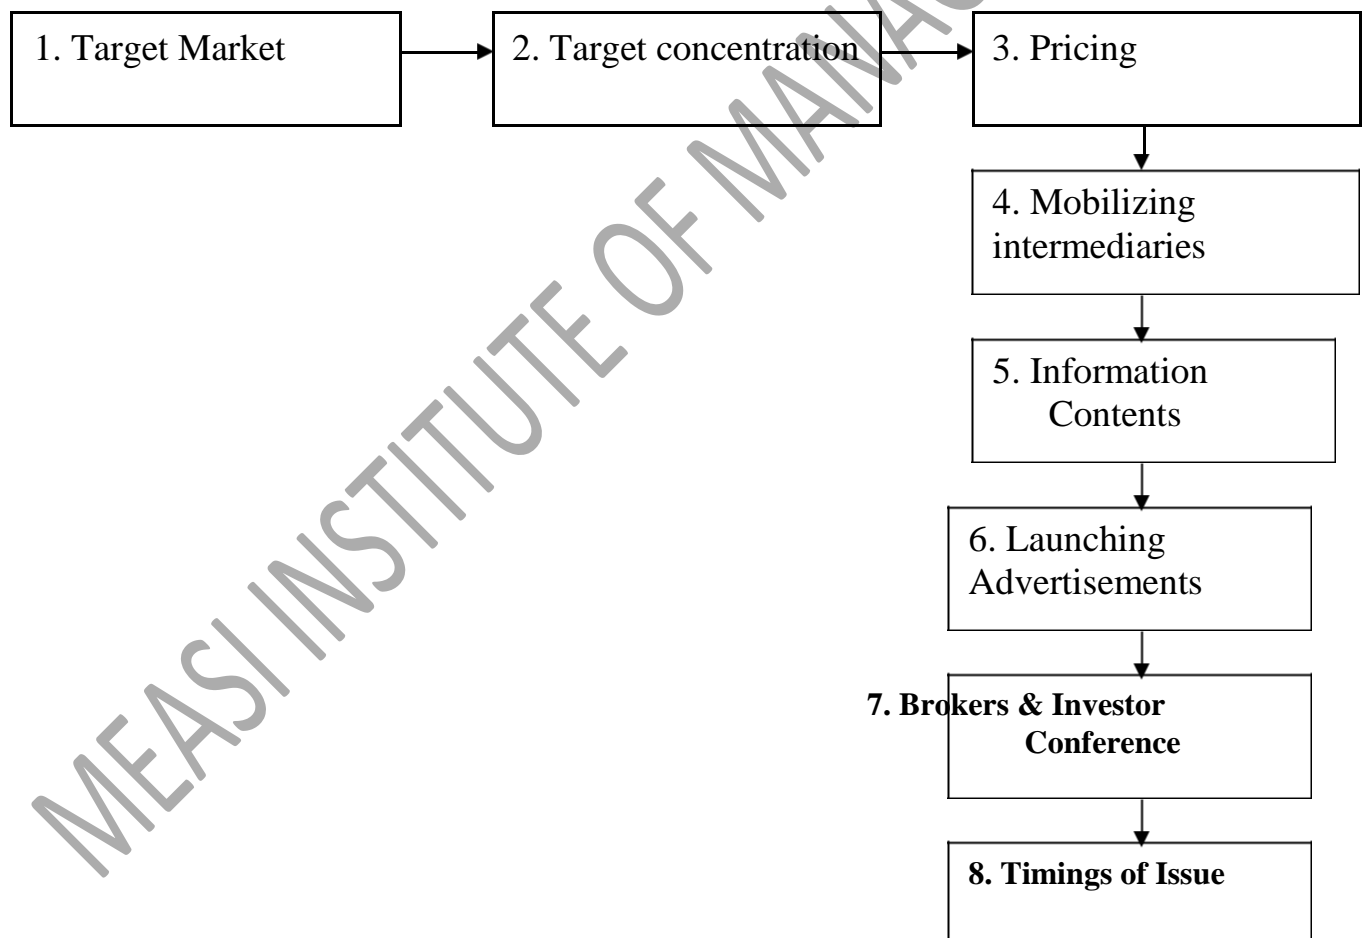 1. Target Market
2. Target concentration
3. Pricing
4. Mobilizing
intermediaries
5. Information
Contents
6. Launching
Advertisements
7. Brokers & Investor
Conference
8. Timings of Issue
MEASI INSTITUTE OF